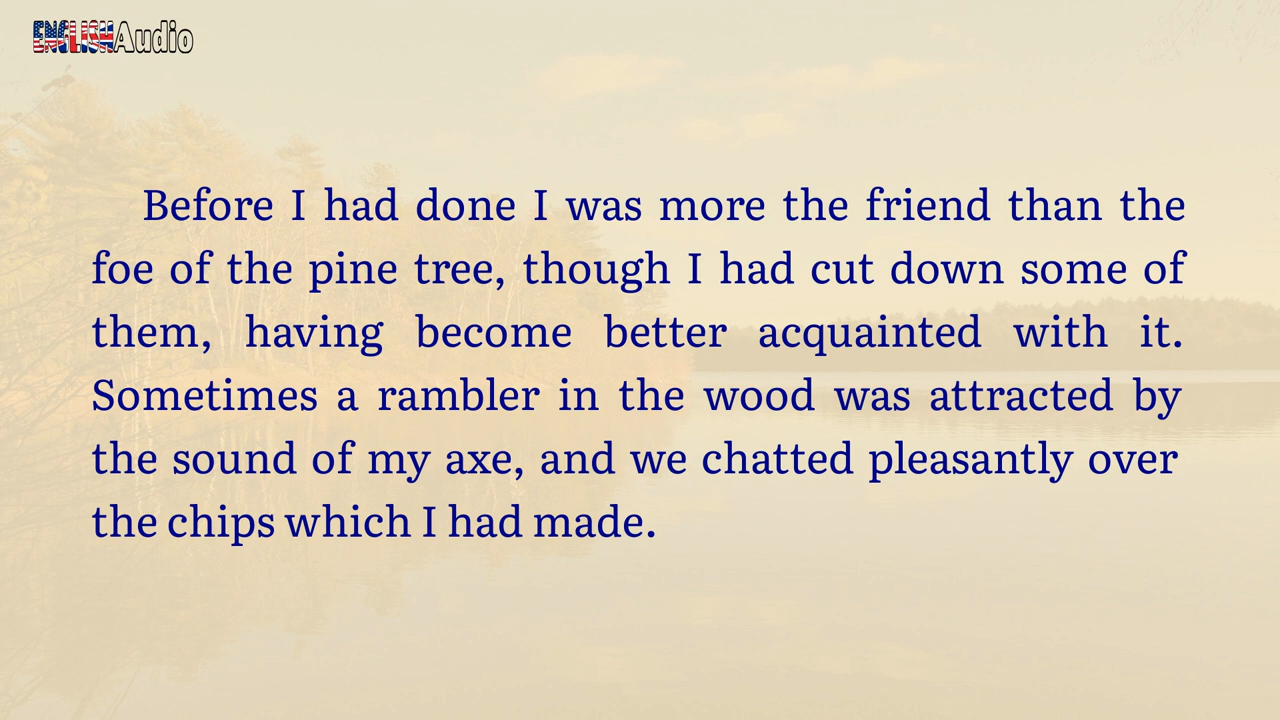 ENGLISHAudio
Before I had done I was more the friend than the
foe of the pine tree, though I had cut down some of
them, having become better acquainted with it.
Sometimes a rambler in the wood was attracted by
the sound of my axe, and we chatted pleasantly over
the chips which I had made.